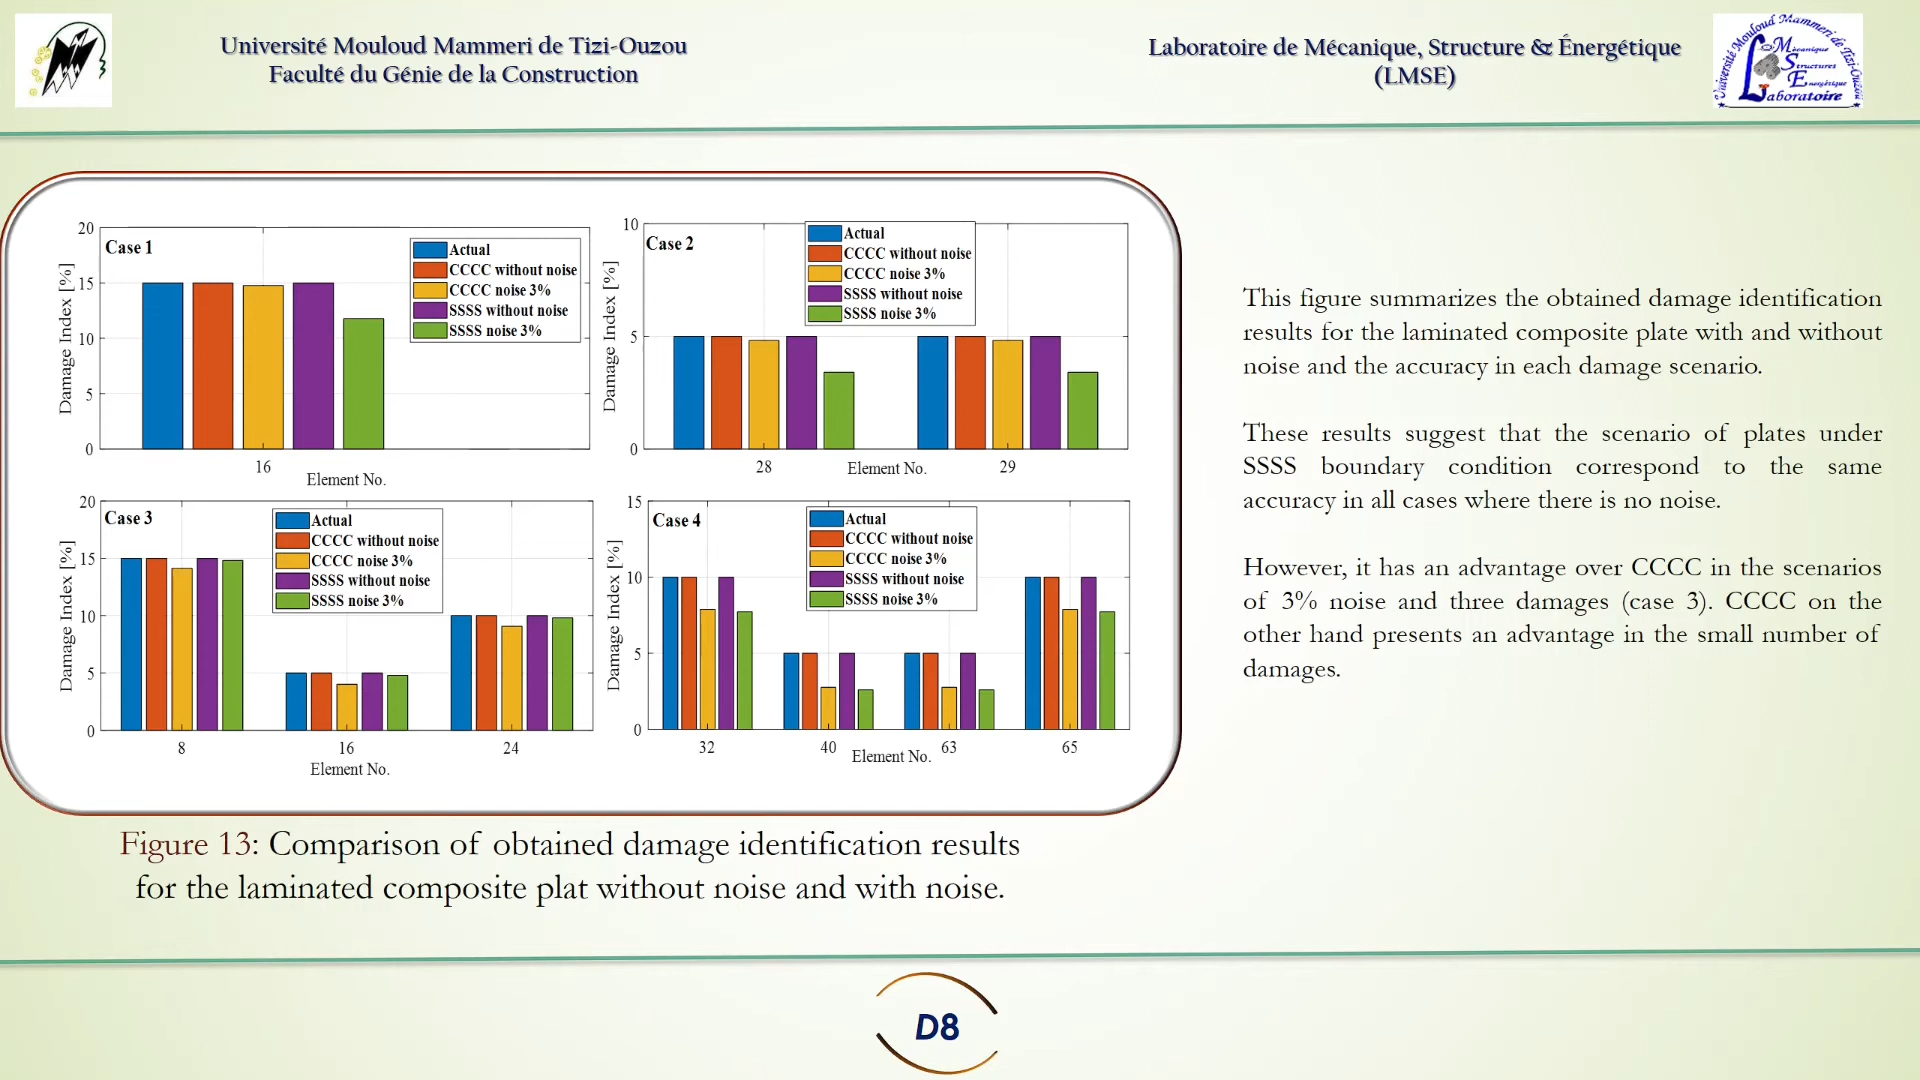 Université Mouloud Mammeri de Tizi-Ouzou
Faculté du Génie de la Construction
Laboratoire de Mécanique, Structure & Énergétique
(LMSE)
Université Mouloud Mammeri de Tizi-Ouzou
Mécanique
Structures
Energétique
Laboratoire
Case 1
Damage Index [%]
20
15
10
5
0
16
Element No.
Actual
CCCC without noise
CCCC noise 3%
SSSS without noise
SSSS noise 3%
Case 2
Damage Index [%]
10
5
0
28
Element No.
29
Actual
CCCC without noise
CCCC noise 3%
SSSS without noise
SSSS noise 3%
Case 3
Damage Index [%]
20
15
10
5
0
8
16
24
Element No.
Actual
CCCC without noise
CCCC noise 3%
SSSS without noise
SSSS noise 3%
Case 4
Damage Index [%]
15
10
5
0
32
40
63
65
Element No.
Actual
CCCC without noise
CCCC noise 3%
SSSS without noise
SSSS noise 3%
Figure 13: Comparison of obtained damage identification results
for the laminated composite plat without noise and with noise.
This figure summarizes the obtained damage identification
results for the laminated composite plate with and without
noise and the accuracy in each damage scenario.
These results suggest that the scenario of plates under
SSSS boundary condition correspond to the same
accuracy in all cases where there is no noise.
However, it has an advantage over CCCC in the scenarios
of 3% noise and three damages (case 3). CCCC on the
other hand presents an advantage in the small number of
damages.
D8